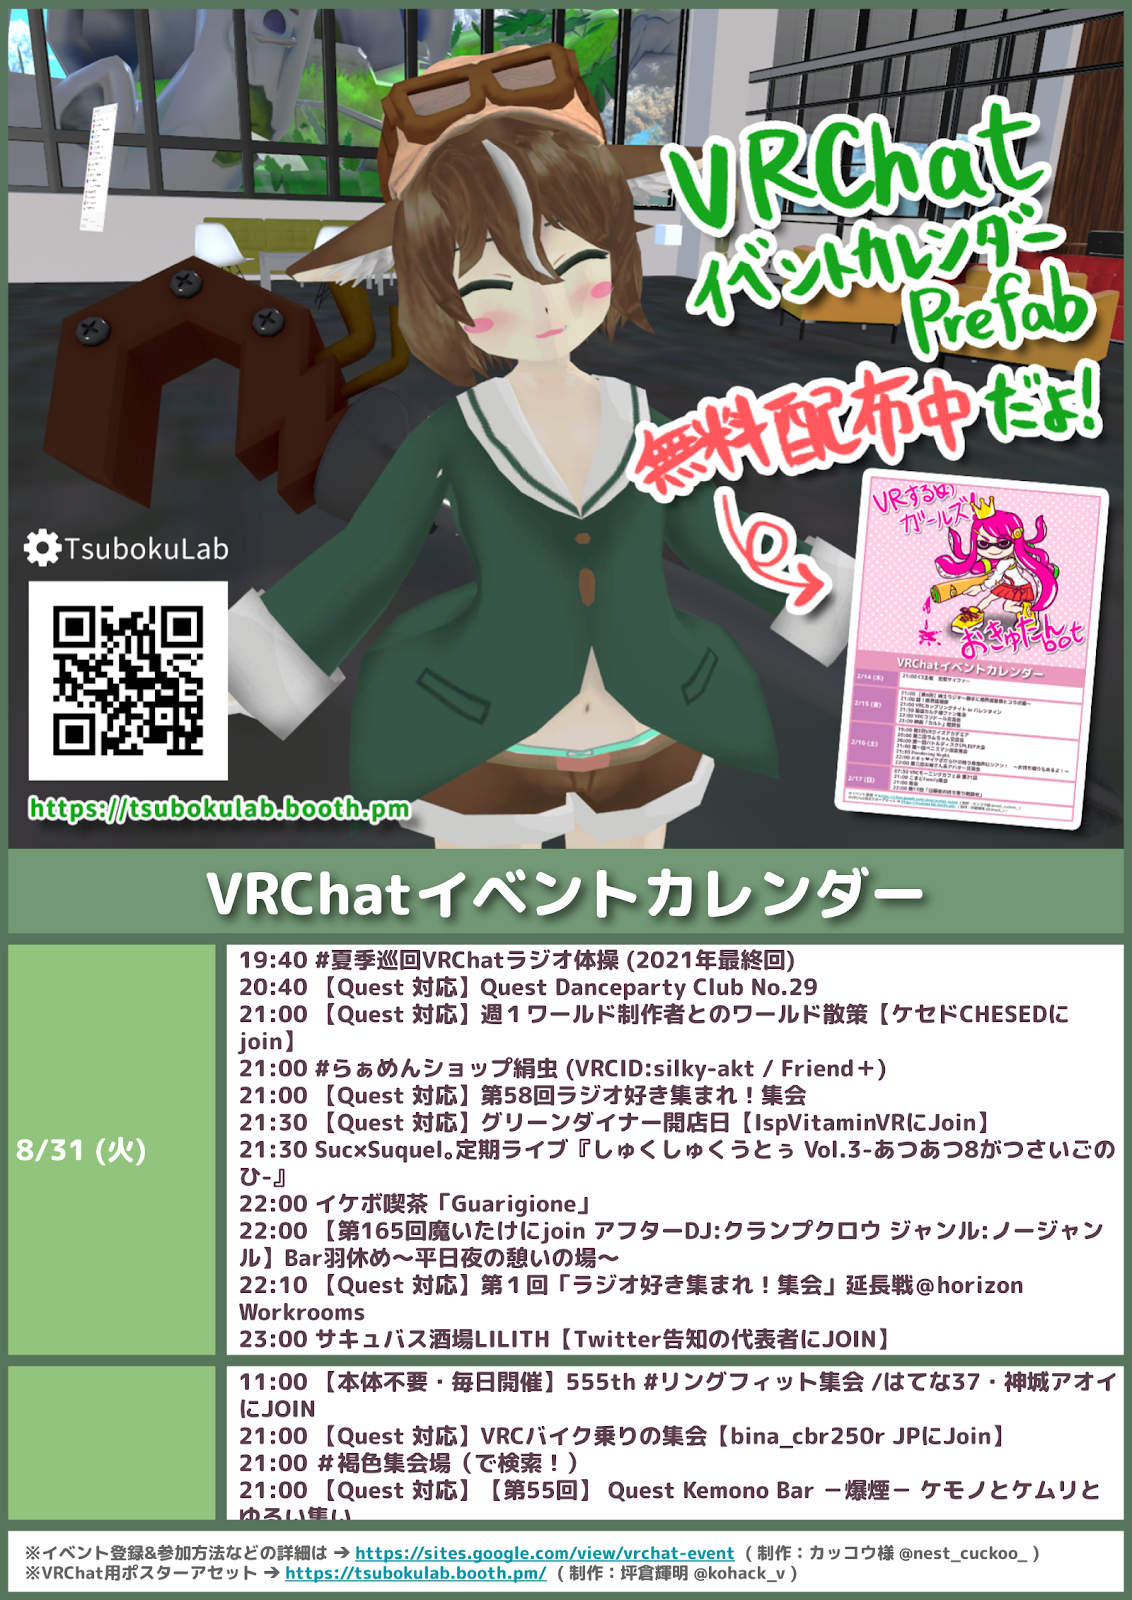 VRChat
イベントカレンダー
Prefab
無料配布中だよ!
TsubokuLab
https://tsubokulab.booth.pm
VRするめ
ガールズ
おきゅたん
bot
VRChatイベントカレンダー
2/14 (木)
2/15 (金)
2/16 (土)
2/17 (日)
VRChatイベントカレンダー
8/31 (火)
19:40 #夏季巡回VRChatラジオ体操 (2021年最終回)
20:40 【Quest 対応】Quest Danceparty Club No.29
21:00 【Quest 対応】週１ワールド制作者とのワールド散策【ケセドCHESEDに
join】
21:00 #らぁめんショップ絹虫 (VRCID:silky-akt / Friend＋)
21:00 【Quest 対応】第58回ラジオ好き集まれ！集会
21:30 【Quest 対応】グリーンダイナー開店日【IspVitaminVRにJoin】
21:30 Suc×Suquel｡定期ライブ『しゅくしゅくうとぅ Vol.3-あつあつ8がつさいごの
ひ-』
22:00 イケボ喫茶「Guarigione」
22:00 【第165回魔いたけにjoin アフターDJ:クランプクロウ ジャンル:ノージャン
ル】Bar羽休め～平日夜の憩いの場～
22:10 【Quest 対応】第１回「ラジオ好き集まれ！集会」延長戦＠horizon
Workrooms
23:00 サキュバス酒場LILITH【Twitter告知の代表者にJOIN】
11:00 【本体不要・毎日開催】555th #リングフィット集会 /はてな37・神城アオイ
にJOIN
21:00 【Quest 対応】VRCバイク乗りの集会【bina_cbr250r JPにJoin】
21:00 ＃褐色集会場（で検索！）
21:00 【Quest 対応】【第55回】 Quest Kemono Bar －爆煙－ ケモノとケムリと
ゆるい集い
※イベント登録&参加方法などの詳細は ➔ https://sites.google.com/view/vrchat-event （制作：カッコウ様 @nest_cuckoo_ ）
※VRChat用ポスターアセット ➔ https://tsubokulab.booth.pm/ （制作：坪倉輝明 @kohack_v ）